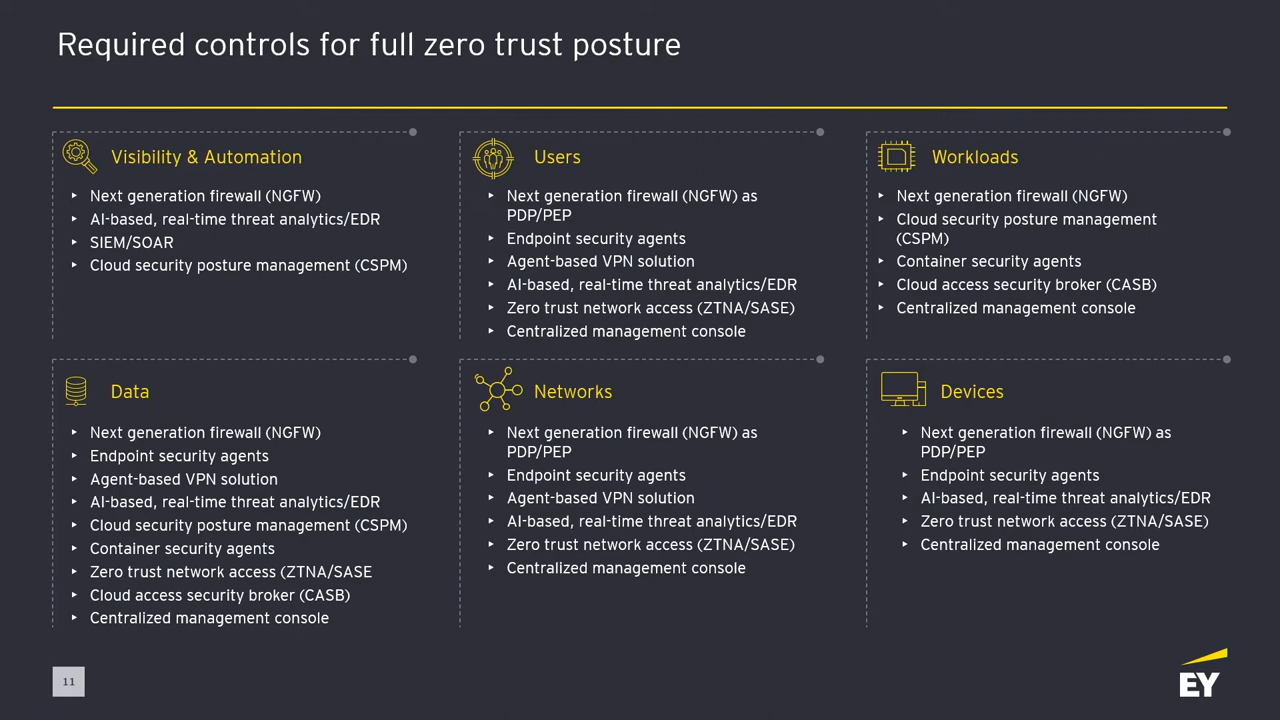 Required controls for full zero trust posture
Visibility & Automation
Next generation firewall (NGFW)
AI-based, real-time threat analytics/EDR
SIEM/SOAR
Cloud security posture management (CSPM)
Users
Next generation firewall (NGFW) as
PDP/PEP
Endpoint security agents
Agent-based VPN solution
AI-based, real-time threat analytics/EDR
Zero trust network access (ZTNA/SASE)
Centralized management console
Workloads
Next generation firewall (NGFW)
Cloud security posture management
(CSPM)
Container security agents
Cloud access security broker (CASB)
Centralized management console
Data
Next generation firewall (NGFW)
Endpoint security agents
Agent-based VPN solution
AI-based, real-time threat analytics/EDR
Cloud security posture management (CSPM)
Container security agents
Zero trust network access (ZTNA/SASE
Cloud access security broker (CASB)
Centralized management console
Networks
Next generation firewall (NGFW) as
PDP/PEP
Endpoint security agents
Agent-based VPN solution
AI-based, real-time threat analytics/EDR
Zero trust network access (ZTNA/SASE)
Centralized management console
Devices
Next generation firewall (NGFW) as
PDP/PEP
Endpoint security agents
AI-based, real-time threat analytics/EDR
Zero trust network access (ZTNA/SASE)
Centralized management console
11
EY